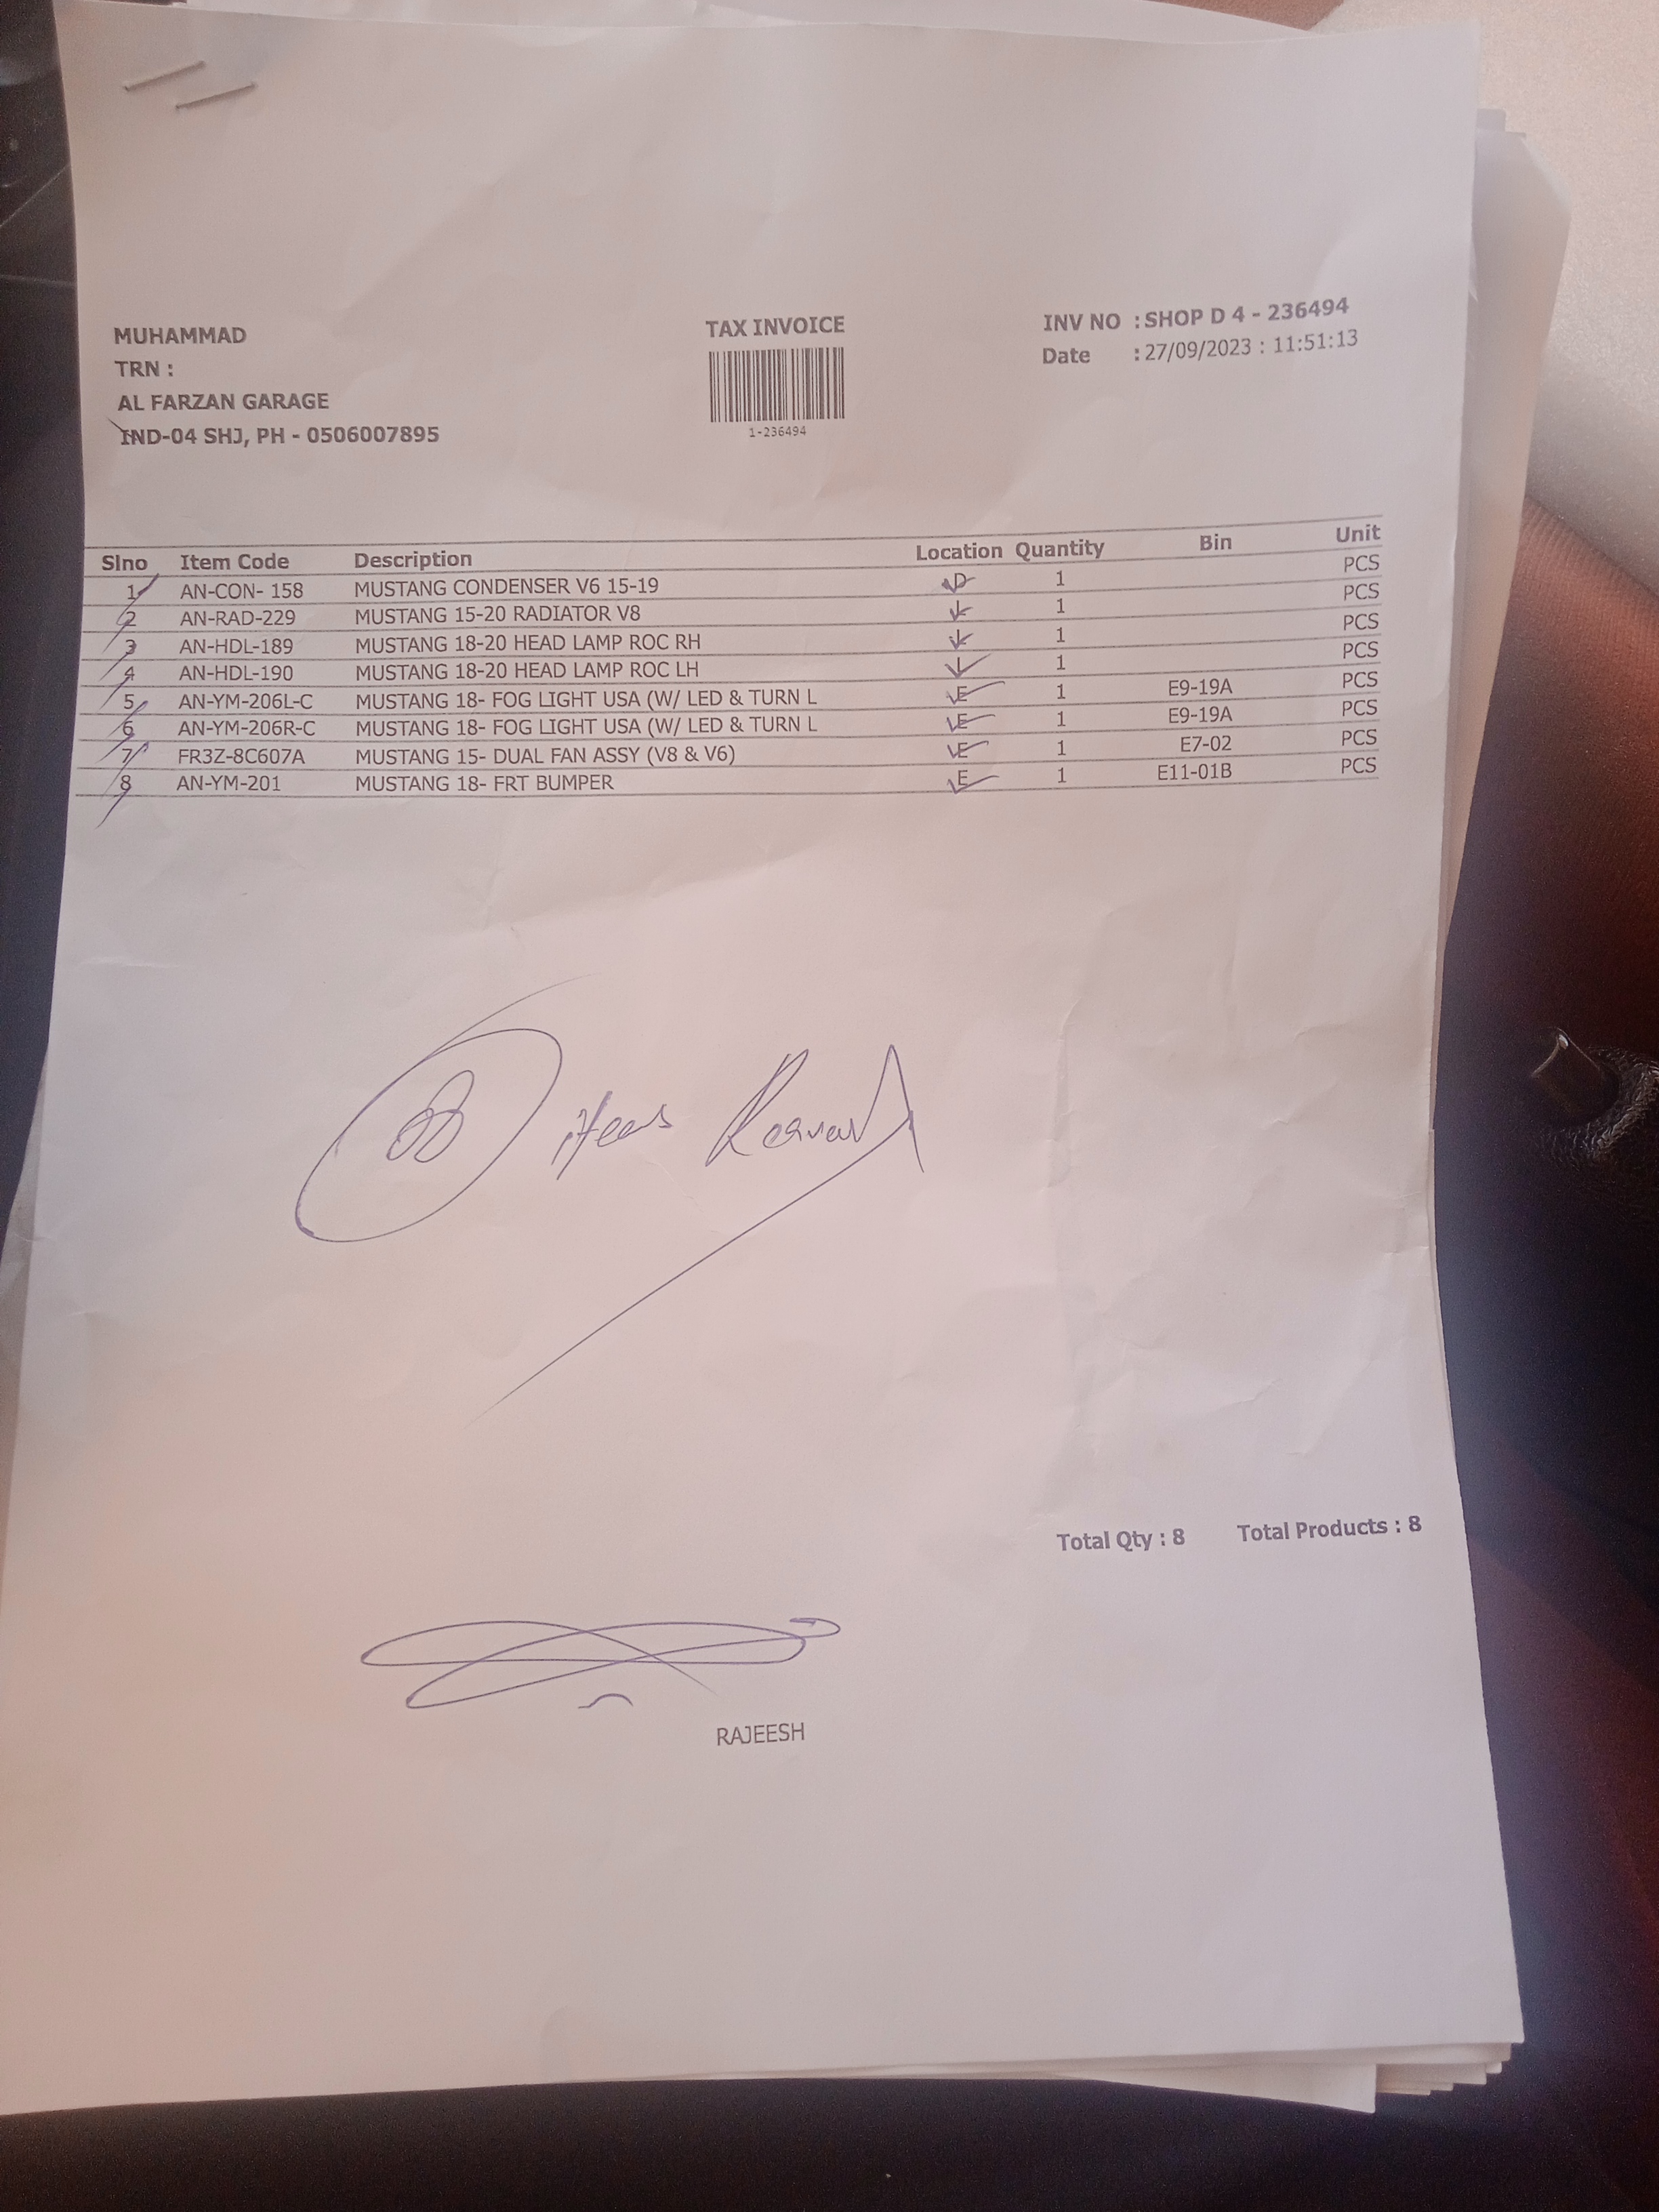 MUHAMMAD
TRN :
AL FARZAN GARAGE
IND-04 SHJ, PH - 0506007895
TAX INVOICE
1-236494
INV NO : SHOP D 4 - 236494
Date : 27/09/2023 : 11:51:13
Slno Item Code Description Location Quantity Bin Unit
1 AN-CON- 158 MUSTANG CONDENSER V6 15-19 D 1 PCS
2 AN-RAD-229 MUSTANG 15-20 RADIATOR V8 1 PCS
3 AN-HDL-189 MUSTANG 18-20 HEAD LAMP ROC RH 1 PCS
4 AN-HDL-190 MUSTANG 18-20 HEAD LAMP ROC LH 1 PCS
5 AN-YM-206L-C MUSTANG 18- FOG LIGHT USA (W/ LED & TURN L E 1 E9-19A PCS
6 AN-YM-206R-C MUSTANG 18- FOG LIGHT USA (W/ LED & TURN L E 1 E9-19A PCS
7 FR3Z-8C607A MUSTANG 15- DUAL FAN ASSY (V8 & V6) E 1 E7-02 PCS
8 AN-YM-201 MUSTANG 18- FRT BUMPER E 1 E11-01B PCS
08 items
Total Qty : 8 Total Products : 8
RAJEESH